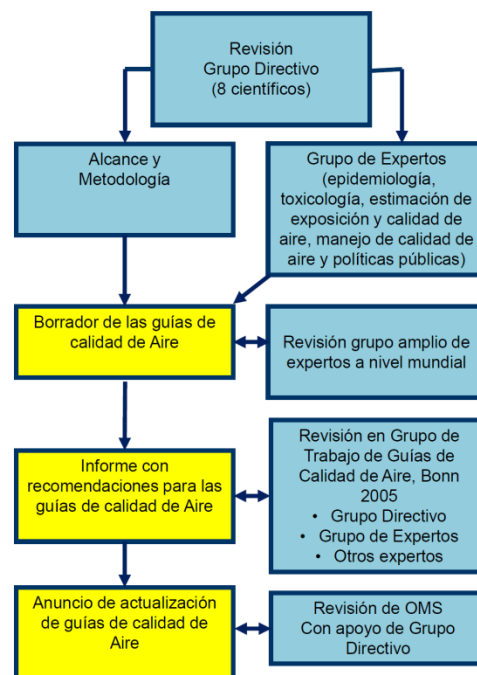 Revisión
Grupo Directivo
(8 científicos)
Alcance y
Metodología
Grupo de Expertos
(epidemiología,
toxicología, estimación de
exposición y calidad de
aire, manejo de calidad de
aire y políticas públicas)
Borrador de las guías de
calidad de Aire
Revisión grupo amplio de
expertos a nivel mundial
Informe con
recomendaciones para las
guías de calidad de Aire
Revisión en Grupo de
Trabajo de Guías de
Calidad de Aire, Bonn
2005
• Grupo Directivo
• Grupo de Expertos
• Otros expertos
Anuncio de actualización
de guías de calidad de
Aire
Revisión de OMS
Con apoyo de Grupo
Directivo